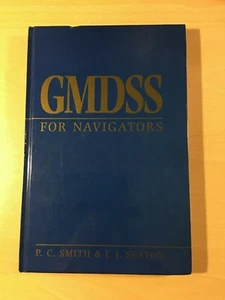 GMDSS
FOR NAVIGATORS
P. C. SMITH & J. J. SEATON